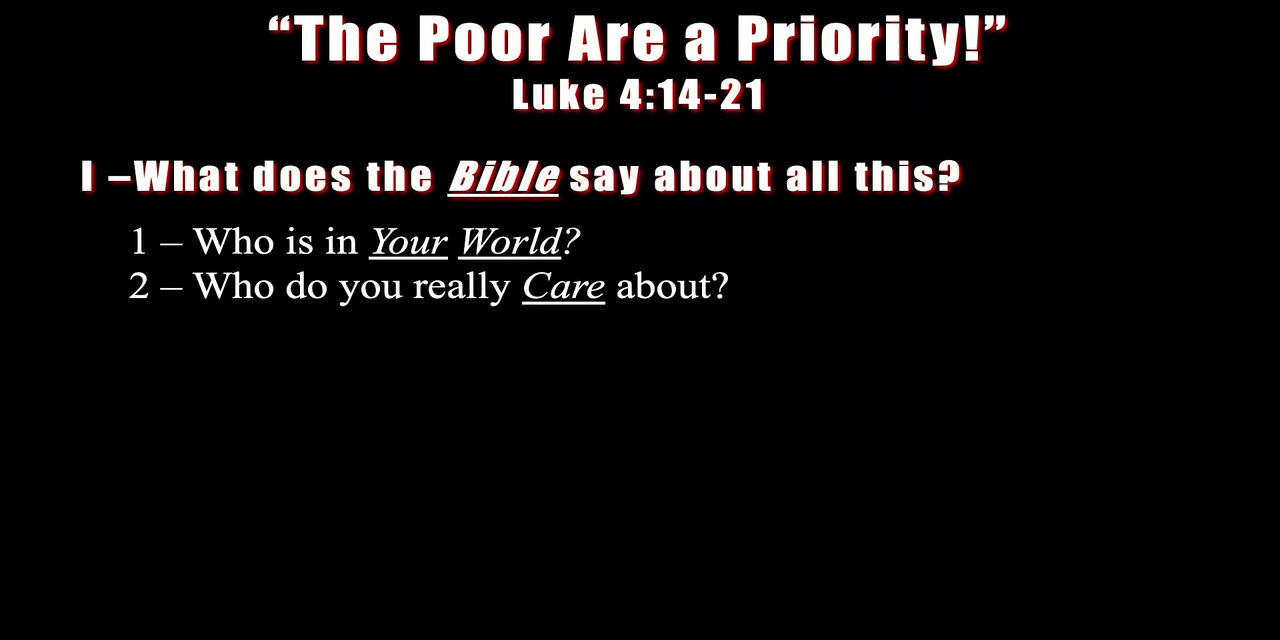 “The Poor Are a Priority!”
Luke 4:14-21
I –What does the Bible say about all this?
1 – Who is in Your World?
2 – Who do you really Care about?